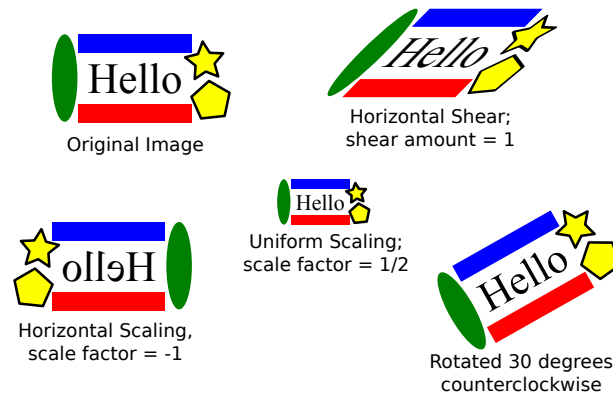 Hello
Original Image
Hello
Horizontal Shear;
shear amount = 1
Hello
Uniform Scaling;
scale factor = 1/2
Hello
Horizontal Scaling,
scale factor = -1
Hello
Rotated 30 degrees
counterclockwise